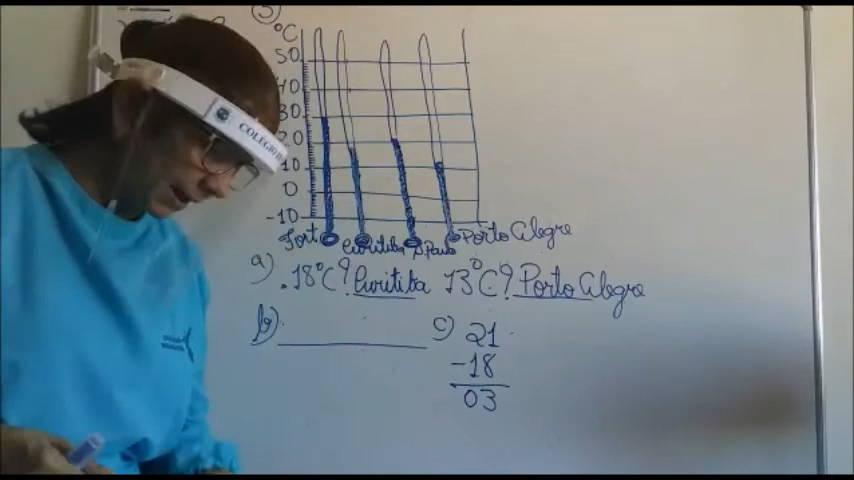 3)
°C
50
40
30
20
10
0
-10
Fort Curitiba S.Paulo Porto Alegre
a) .18°C? Curitiba 13°C? Porto Alegre
b) c) 21
-18
03
COLÉGIO